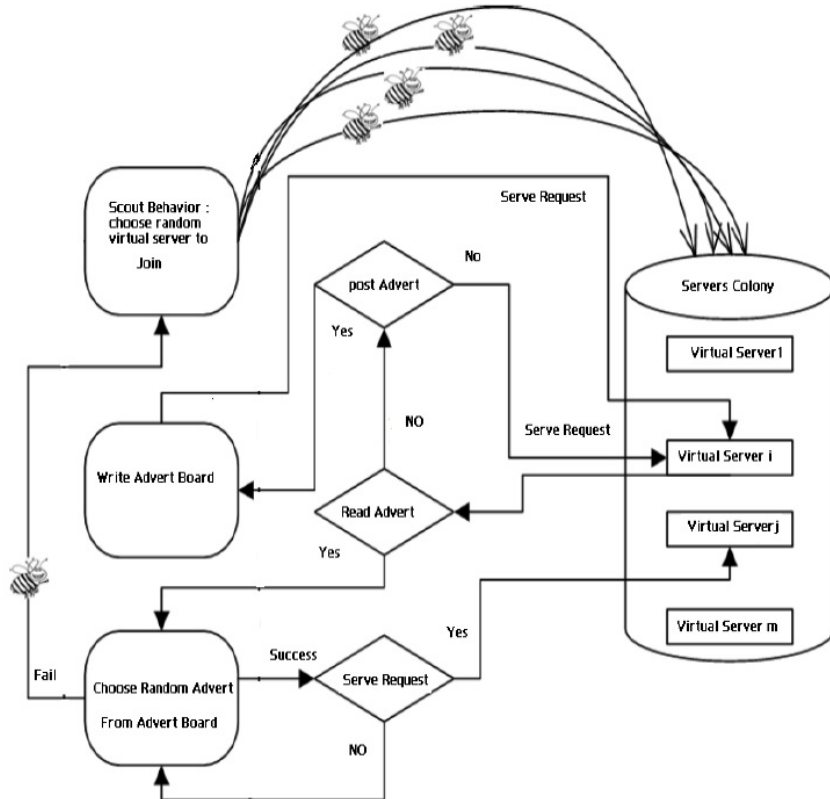 Scout Behavior :
choose random
virtual server to
Join
Serve Request
post Advert
No
Yes
Servers Colony
Virtual Server1
NO
Serve Request
Write Advert Board
Virtual Server i
Read Advert
Virtual Serverj
Yes
Yes
Virtual Server m
Fail
Success
Choose Random Advert
From Advert Board
Serve Request
NO